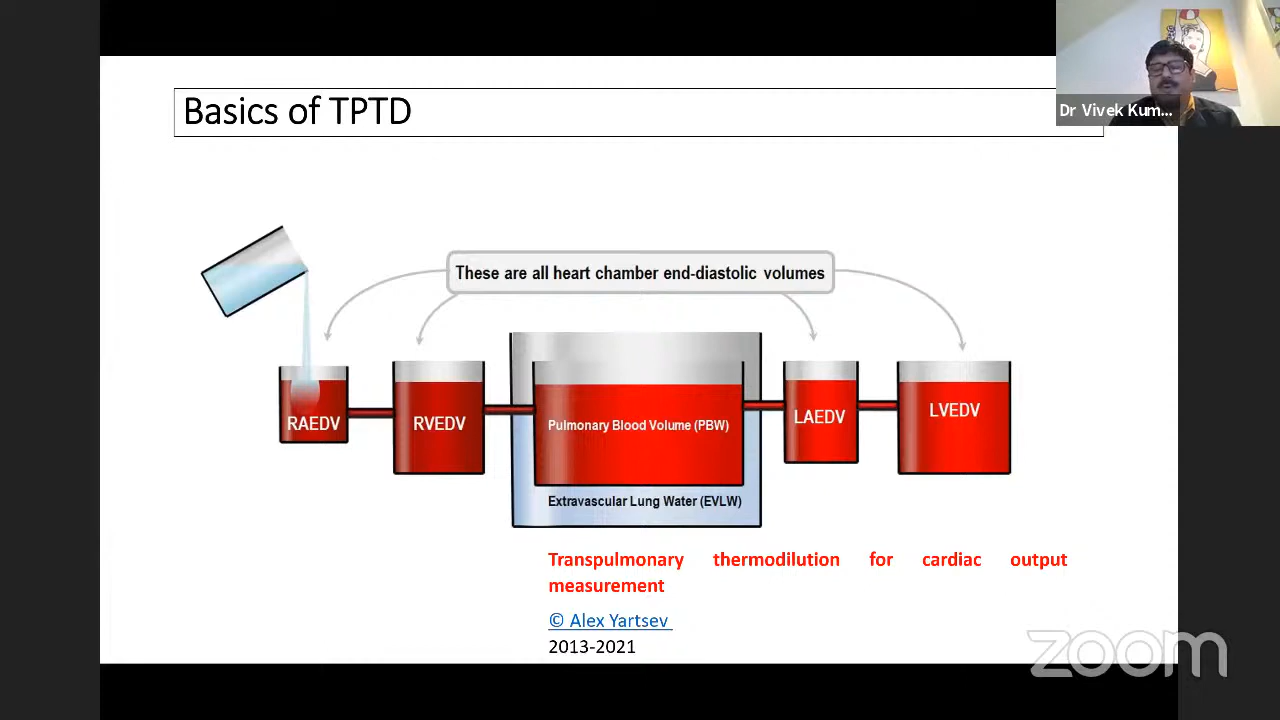 Basics of TPTD
Dr Vivek Kum...
These are all heart chamber end-diastolic volumes
RAEDV
RVEDV
Pulmonary Blood Volume (PBW)
LAEDV
LVEDV
Extravascular Lung Water (EVLW)
Transpulmonary thermodilution for cardiac output
measurement
© Alex Yartsev
2013-2021
zoom